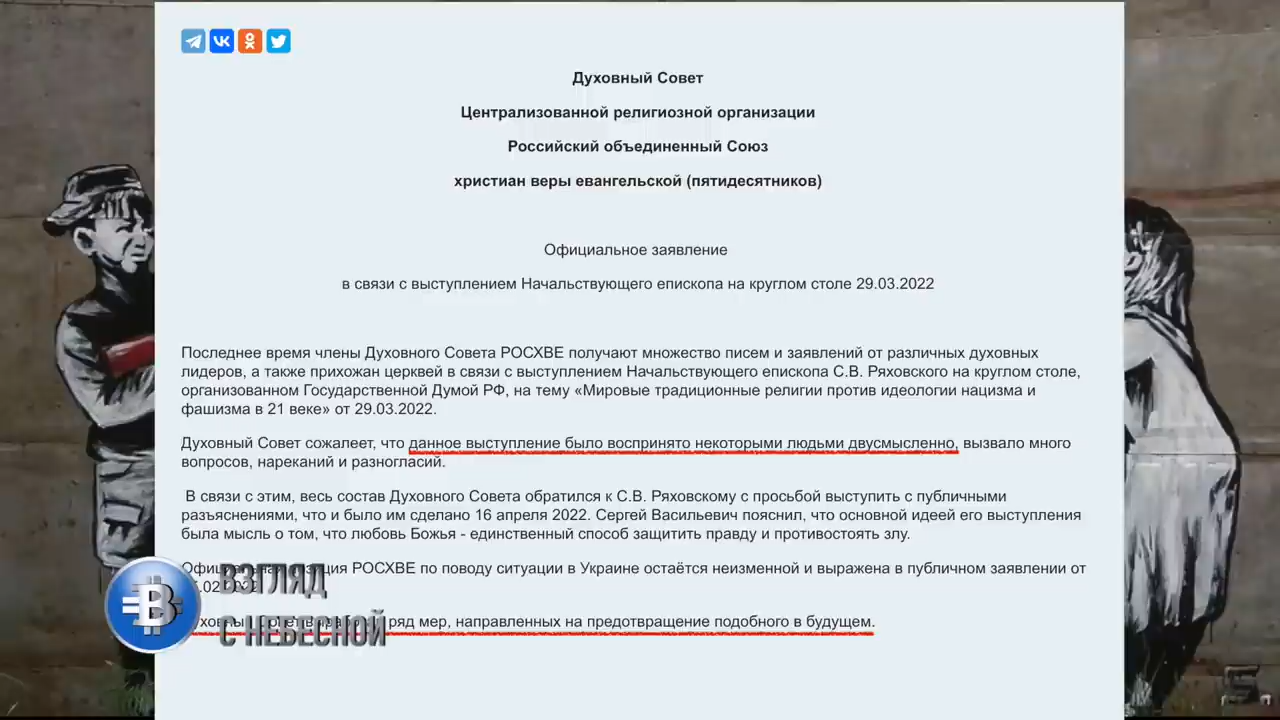 Духовный Совет
Централизованной религиозной организации
Российский объединенный Союз
христиан веры евангельской (пятидесятников)
Официальное заявление
в связи с выступлением Начальствующего епископа на круглом столе 29.03.2022
Последнее время члены Духовного Совета РОСХВЕ получают множество писем и заявлений от различных духовных
лидеров, а также прихожан церквей в связи с выступлением Начальствующего епископа С.В. Ряховского на круглом столе,
организованном Государственной Думой РФ, на тему «Мировые традиционные религии против идеологии нацизма и
фашизма в 21 веке» от 29.03.2022.
Духовный Совет сожалеет, что данное выступление было воспринято некоторыми людьми двусмысленно, вызвало много
вопросов, нареканий и разногласий.
В связи с этим, весь состав Духовного Совета обратился к С.В. Ряховскому с просьбой выступить с публичными
разъяснениями, что и было им сделано 16 апреля 2022. Сергей Васильевич пояснил, что основной идеей его выступления
была мысль о том, что любовь Божья - единственный способ защитить правду и противостоять злу.
РОСХВЕ по поводу ситуации в Украине остаётся неизменной и выражена в публичном заявлении от
ряд мер, направленных на предотвращение подобного в будущем.
ВЗГЛЯД
С НЕБЕСНОЙ